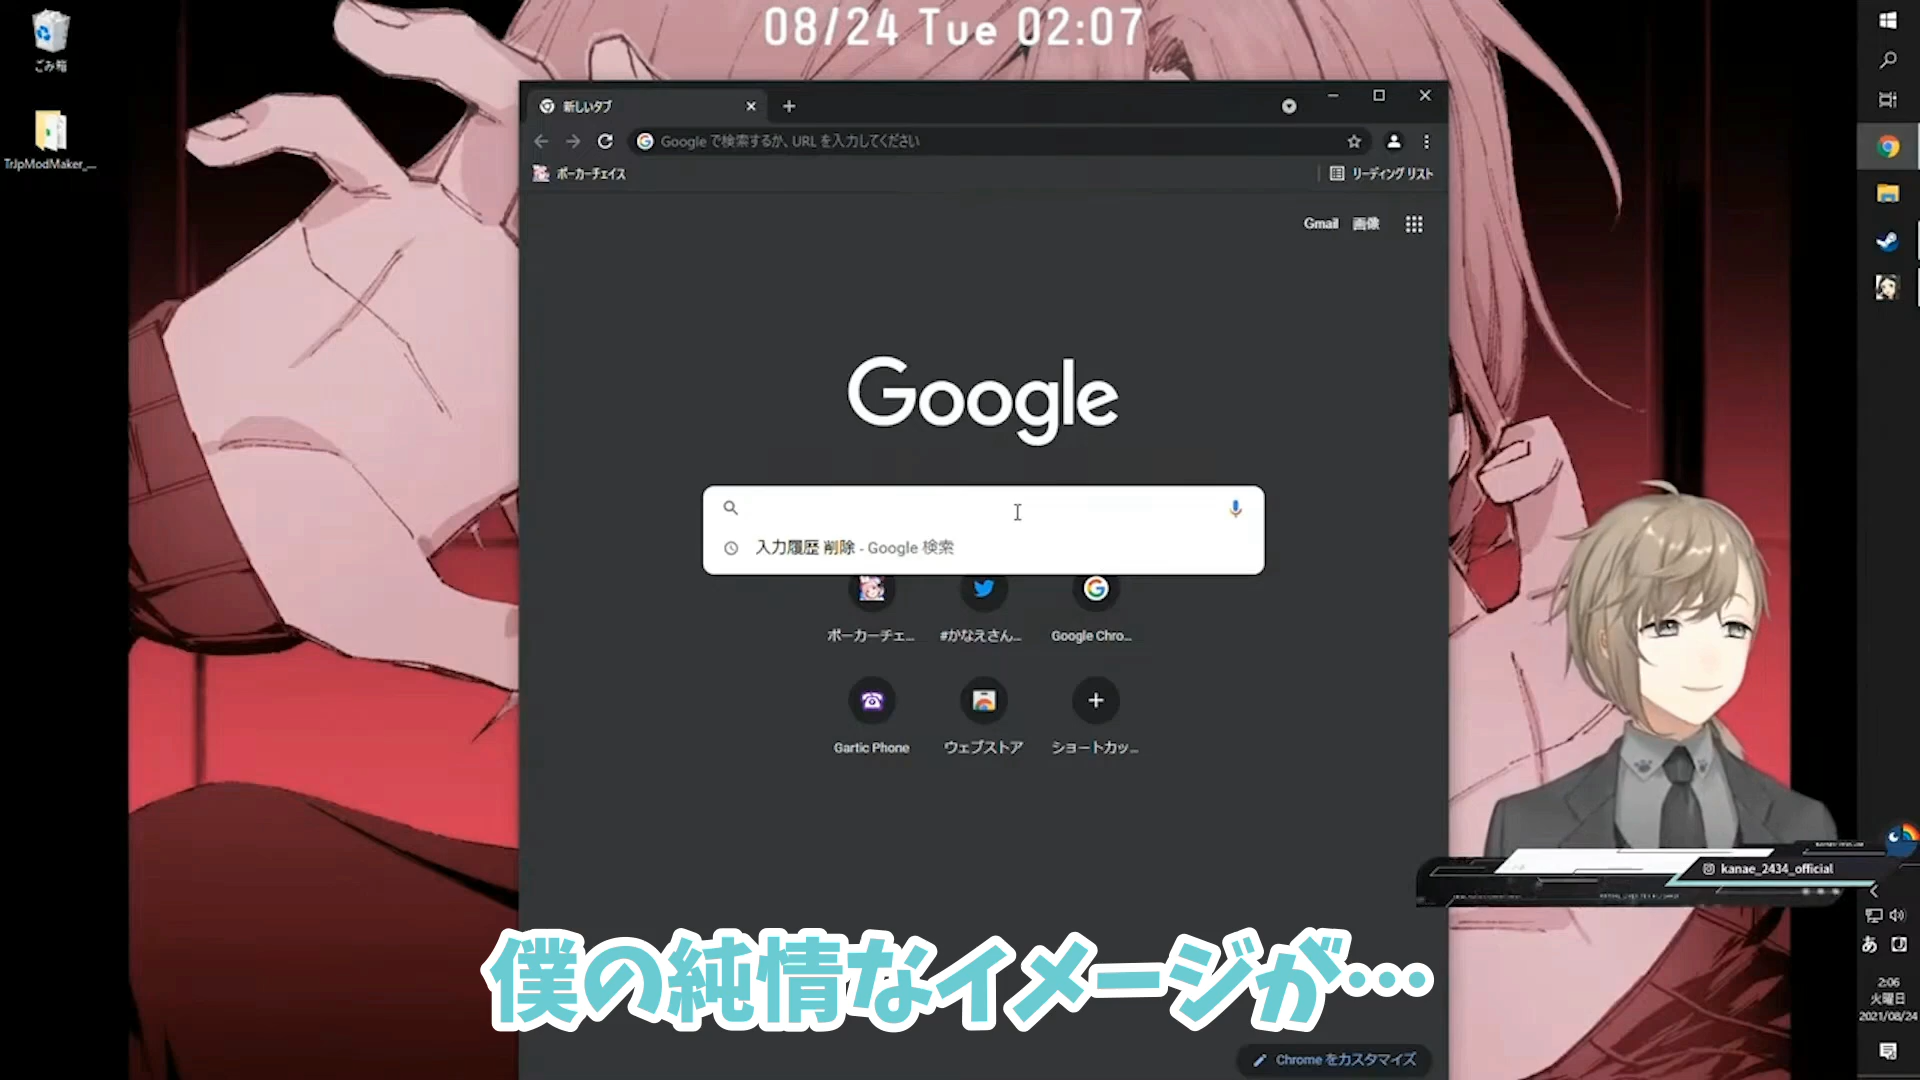 08/24 Tue 02:07
ごみ箱
TrJpModMaker_...
新しいタブ
Google で検索するか、URL を入力してください
ポーカーチェイス
リーディング リスト
Gmail 画像
Google
入力履歴 削除 - Google 検索
ポーカーチェ...
#かなえさん...
Google Chro...
Gartic Phone
ウェブストア
ショートカッ...
kanae_2434_official
僕の純情なイメージが…
あ
2:06
火曜日
2021/08/24
Chrome をカスタマイズ